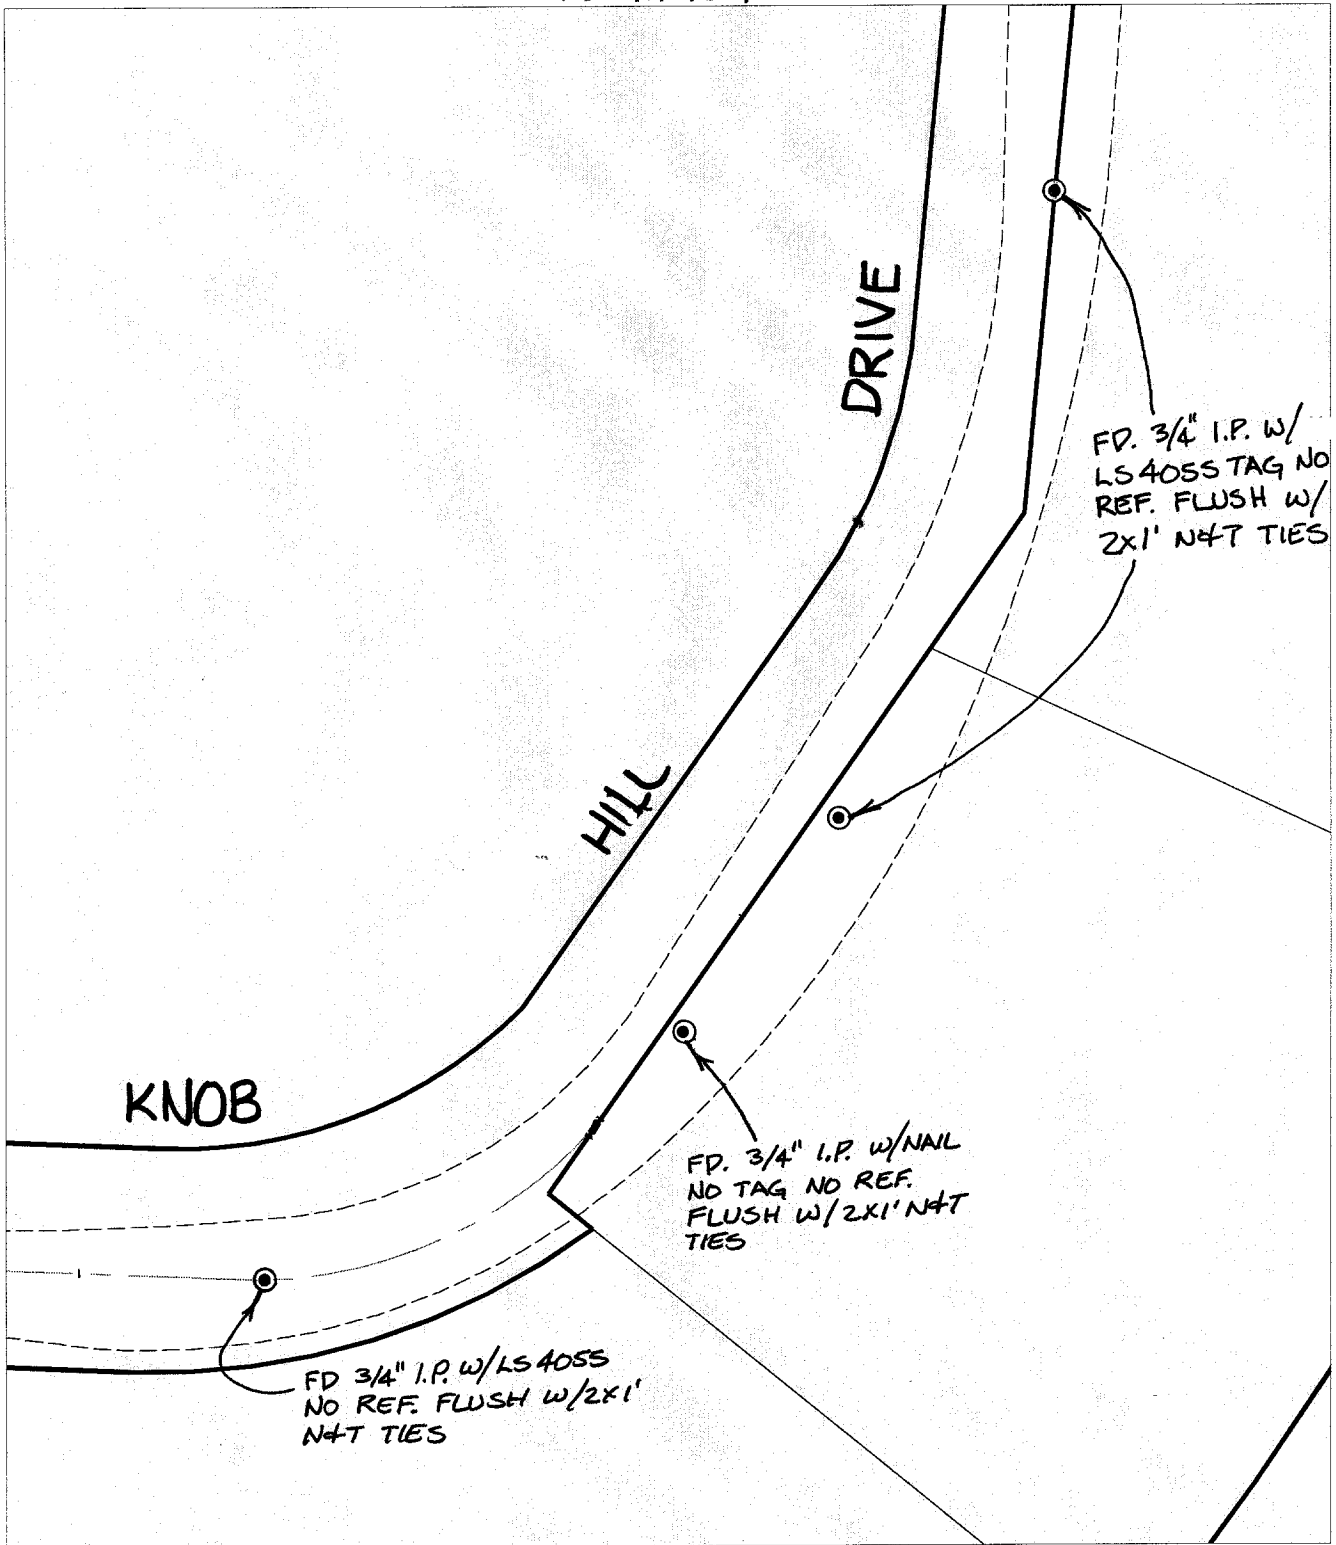 DRIVE
FD. 3/4" I.P. W/
LS 4055 TAG NO
REF. FLUSH W/
2X1' N&T TIES
HILL
KNOB
FD. 3/4" I.P. W/NAIL
NO TAG NO REF.
FLUSH W/2X1' N&T
TIES
FD 3/4" I.P. W/LS 4055
NO REF. FLUSH W/2X1'
N&T TIES